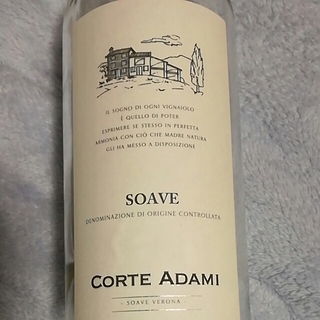 IL SOGNO DI OGNI VIGNAIOLO
È QUELLO DI POTER
ESPRIMERE SE STESSO IN PERFETTA
ARMONIA CON CIÒ CHE MADRE NATURA
GLI HA MESSO A DISPOSIZIONE
SOAVE
DENOMINAZIONE DI ORIGINE CONTROLLATA
CORTE ADAMI
- SOAVE VERONA -